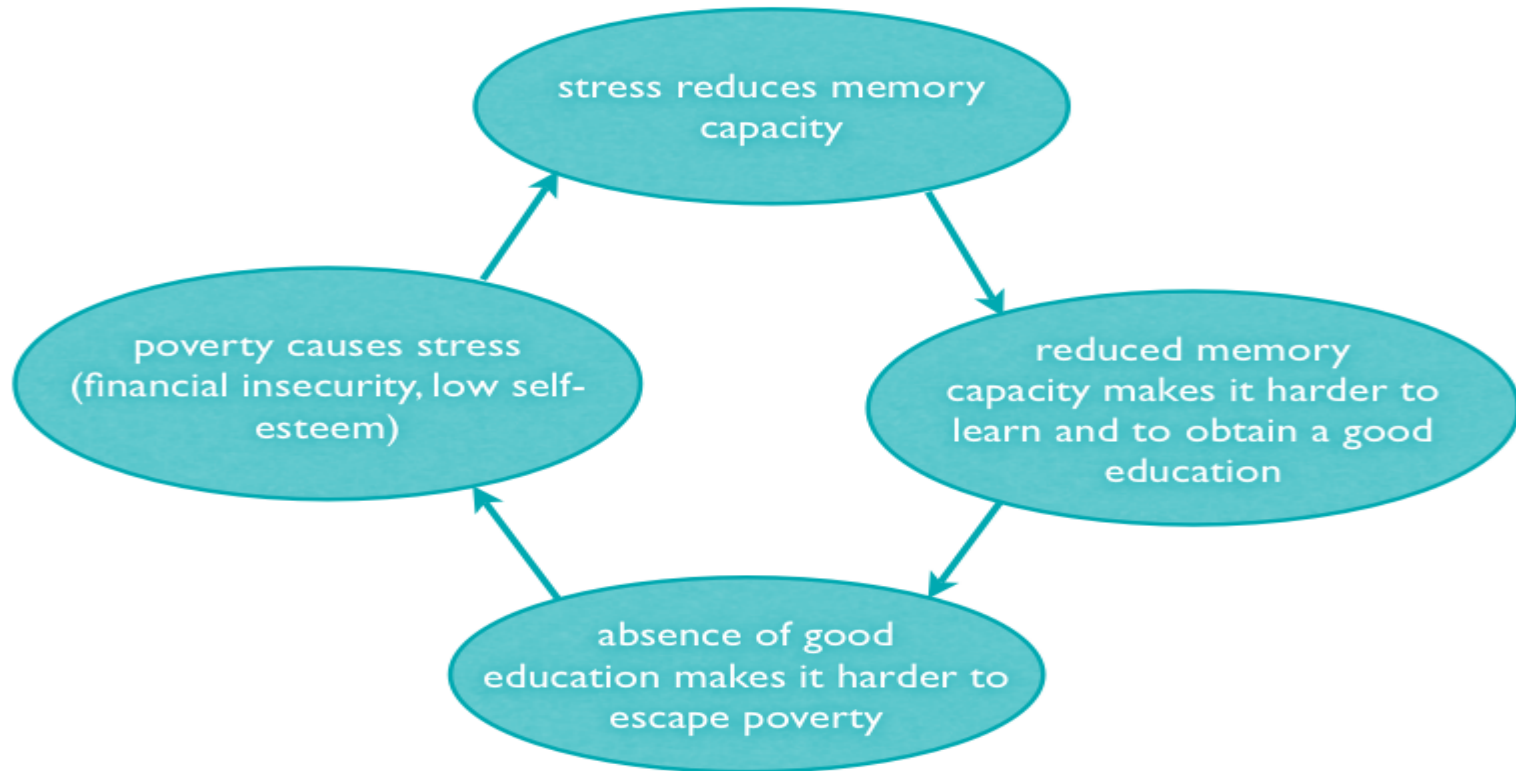 stress reduces memory
capacity
poverty causes stress
(financial insecurity, low self-
esteem)
reduced memory
capacity makes it harder to
learn and to obtain a good
education
absence of good
education makes it harder to
escape poverty